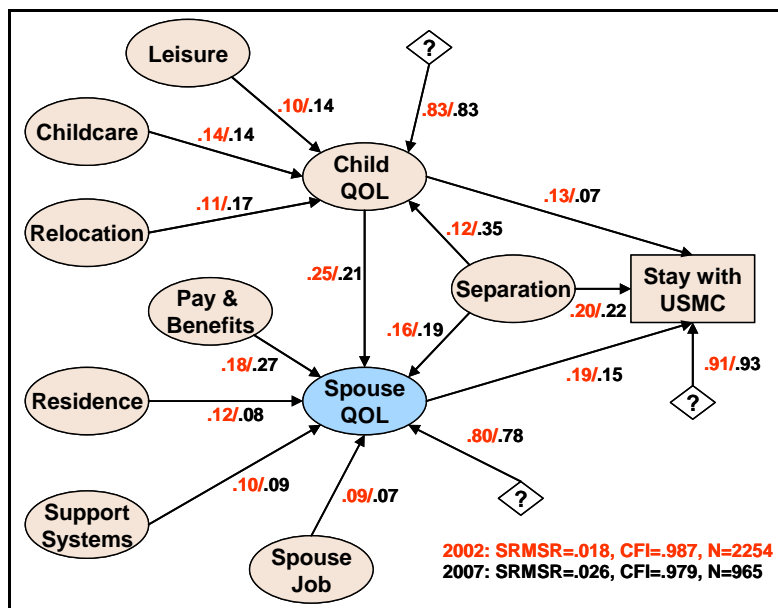 Leisure
?
.10/.14
.83/.83
Childcare
.14/.14
Child
QOL
.13/.07
.11/.17
Relocation
.12/.35
.25/.21
Separation
Stay with
USMC
.20/.22
Pay &
Benefits
.16/.19
.18/.27
.91/.93
Residence
.12/.08
Spouse
QOL
.19/.15
?
.80/.78
.10/.09
.09/.07
?
Support
Systems
Spouse
Job
2002: SRMSR=.018, CFI=.987, N=2254
2007: SRMSR=.026, CFI=.979, N=965